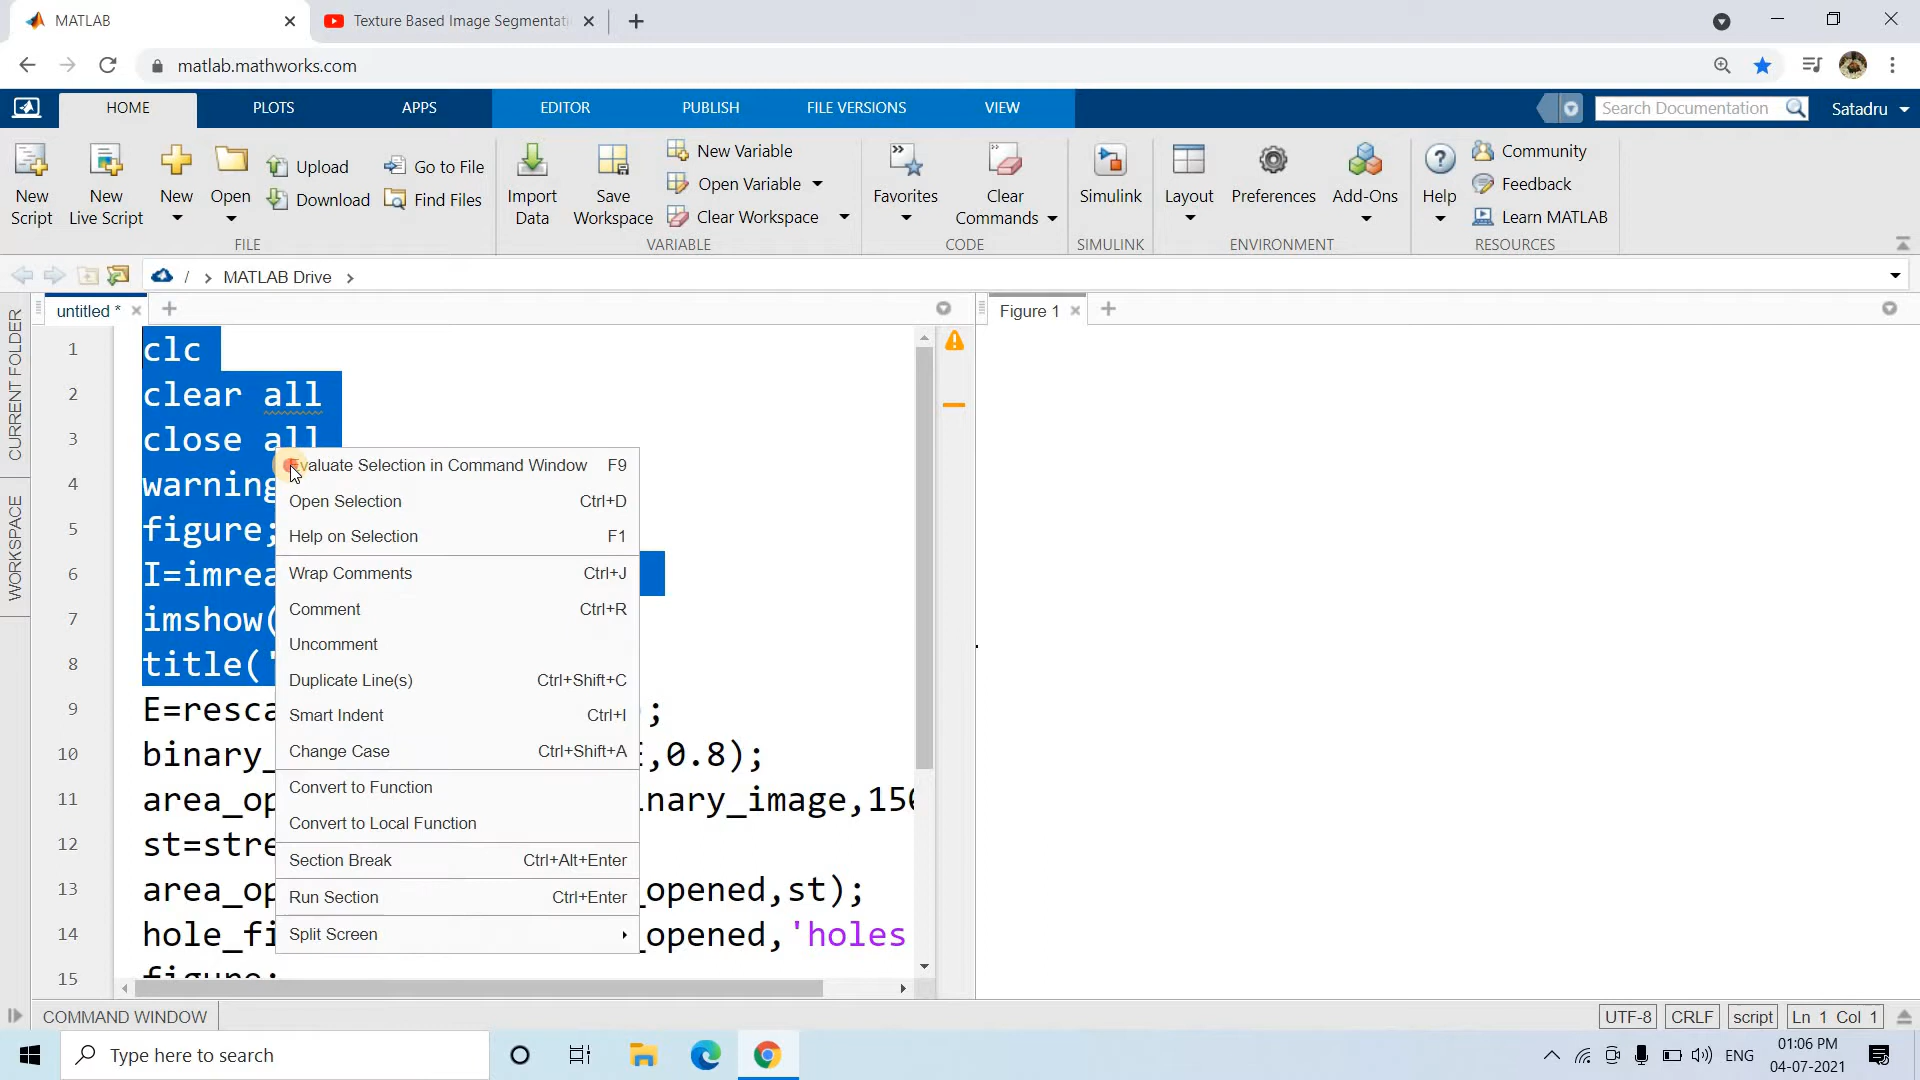 MATLAB
Texture Based Image Segmentati
matlab.mathworks.com
HOME
PLOTS
APPS
EDITOR
PUBLISH
FILE VERSIONS
VIEW
Search Documentation
Satadru
New Script
New Live Script
New
Open
Upload
Download
Go to File
Find Files
FILE
Import Data
Save Workspace
New Variable
Open Variable
Clear Workspace
VARIABLE
Favorites
Clear Commands
CODE
Simulink
SIMULINK
Layout
Preferences
Add-Ons
ENVIRONMENT
Help
Community
Feedback
Learn MATLAB
RESOURCES
/ MATLAB Drive
CURRENT FOLDER
WORKSPACE
untitled *
Figure 1
1 clc
2 clear all
3 close all
4 warning
5 figure;
6 I=imrea
7 imshow(
8 title('
9 E=resca ;
10 binary_ ,0.8);
11 area_op nary_image,150
12 st=stre
13 area_op _opened,st);
14 hole_fi _opened,'holes
15 figure;
Evaluate Selection in Command Window F9
Open Selection Ctrl+D
Help on Selection F1
Wrap Comments Ctrl+J
Comment Ctrl+R
Uncomment
Duplicate Line(s) Ctrl+Shift+C
Smart Indent Ctrl+I
Change Case Ctrl+Shift+A
Convert to Function
Convert to Local Function
Section Break Ctrl+Alt+Enter
Run Section Ctrl+Enter
Split Screen
COMMAND WINDOW
UTF-8
CRLF
script
Ln 1 Col 1
Type here to search
ENG
01:06 PM
04-07-2021